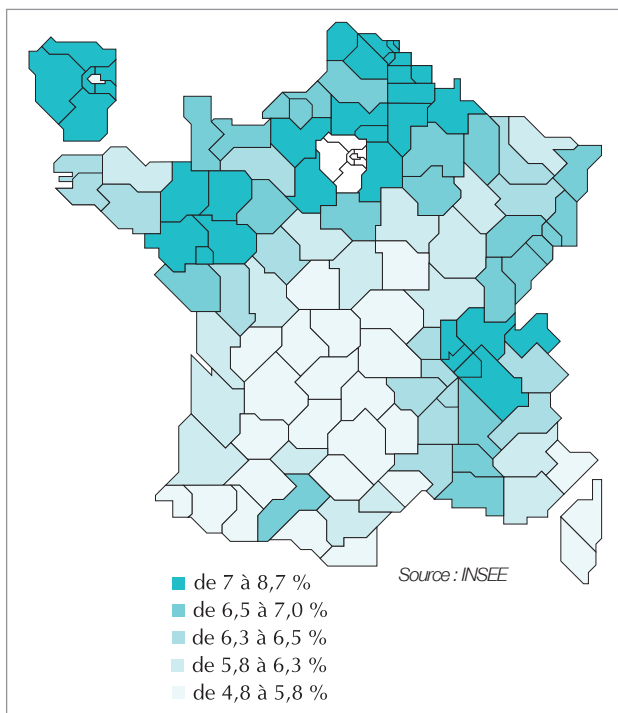 Source : INSEE
de 7 à 8,7 %
de 6,5 à 7,0 %
de 6,3 à 6,5 %
de 5,8 à 6,3 %
de 4,8 à 5,8 %